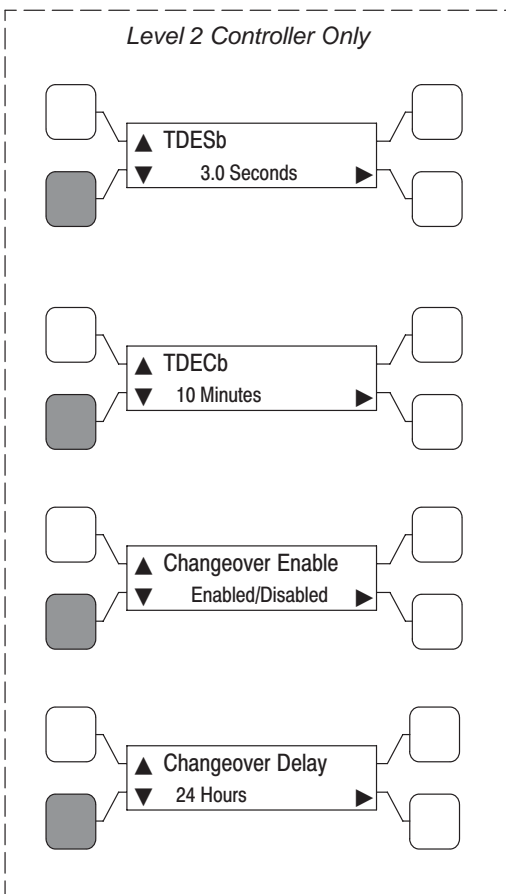 Level 2 Controller Only
▲ TDESb
▼ 3.0 Seconds ▶
▲ TDECb
▼ 10 Minutes ▶
▲ Changeover Enable
▼ Enabled/Disabled ▶
▲ Changeover Delay
▼ 24 Hours ▶